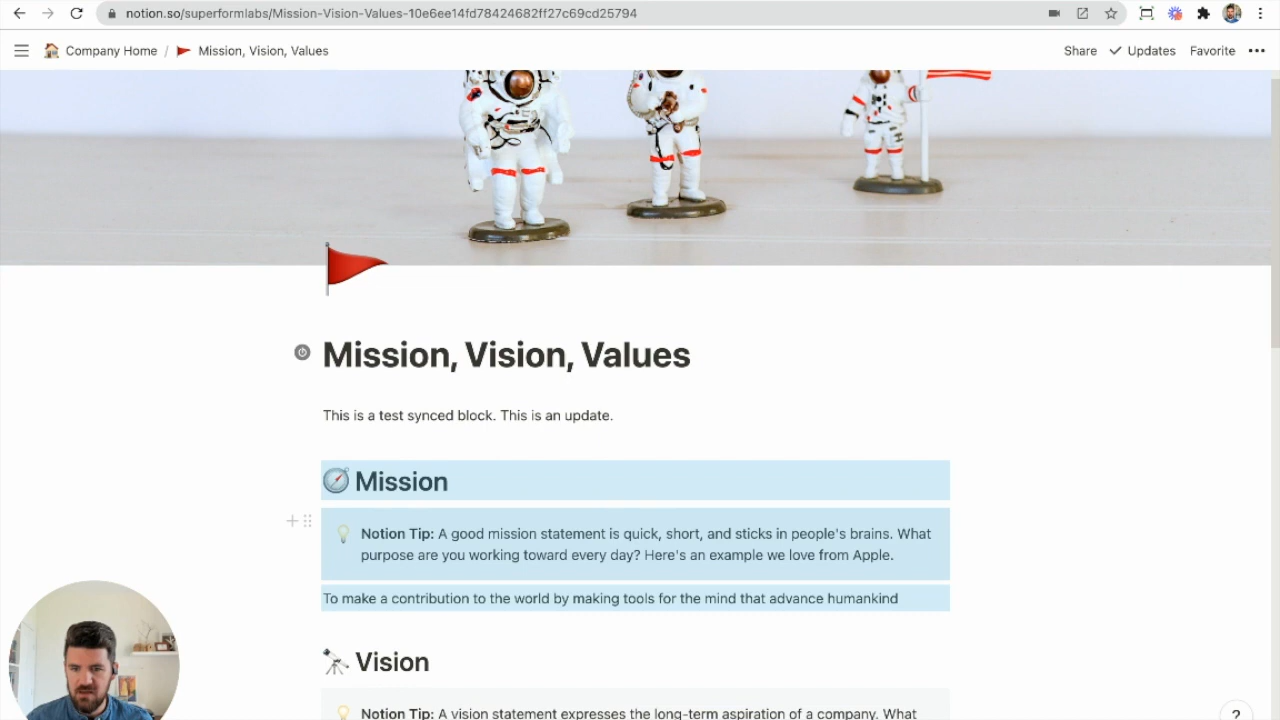 notion.so/superformlabs/Mission-Vision-Values-10e6ee14fd78424682ff27c69cd25794
Company Home / Mission, Vision, Values
Share Updates Favorite
Mission, Vision, Values
This is a test synced block. This is an update.
Mission
Notion Tip: A good mission statement is quick, short, and sticks in people's brains. What
purpose are you working toward every day? Here's an example we love from Apple.
To make a contribution to the world by making tools for the mind that advance humankind
Vision
Notion Tip: A vision statement expresses the long-term aspiration of a company. What
?